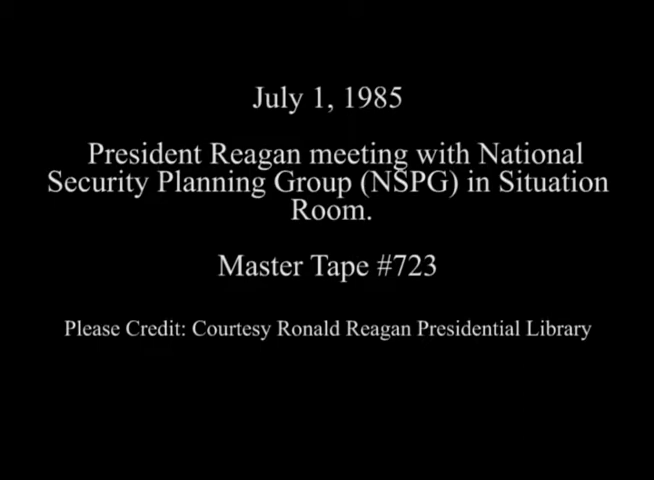 July 1, 1985
President Reagan meeting with National
Security Planning Group (NSPG) in Situation
Room.
Master Tape #723
Please Credit: Courtesy Ronald Reagan Presidential Library